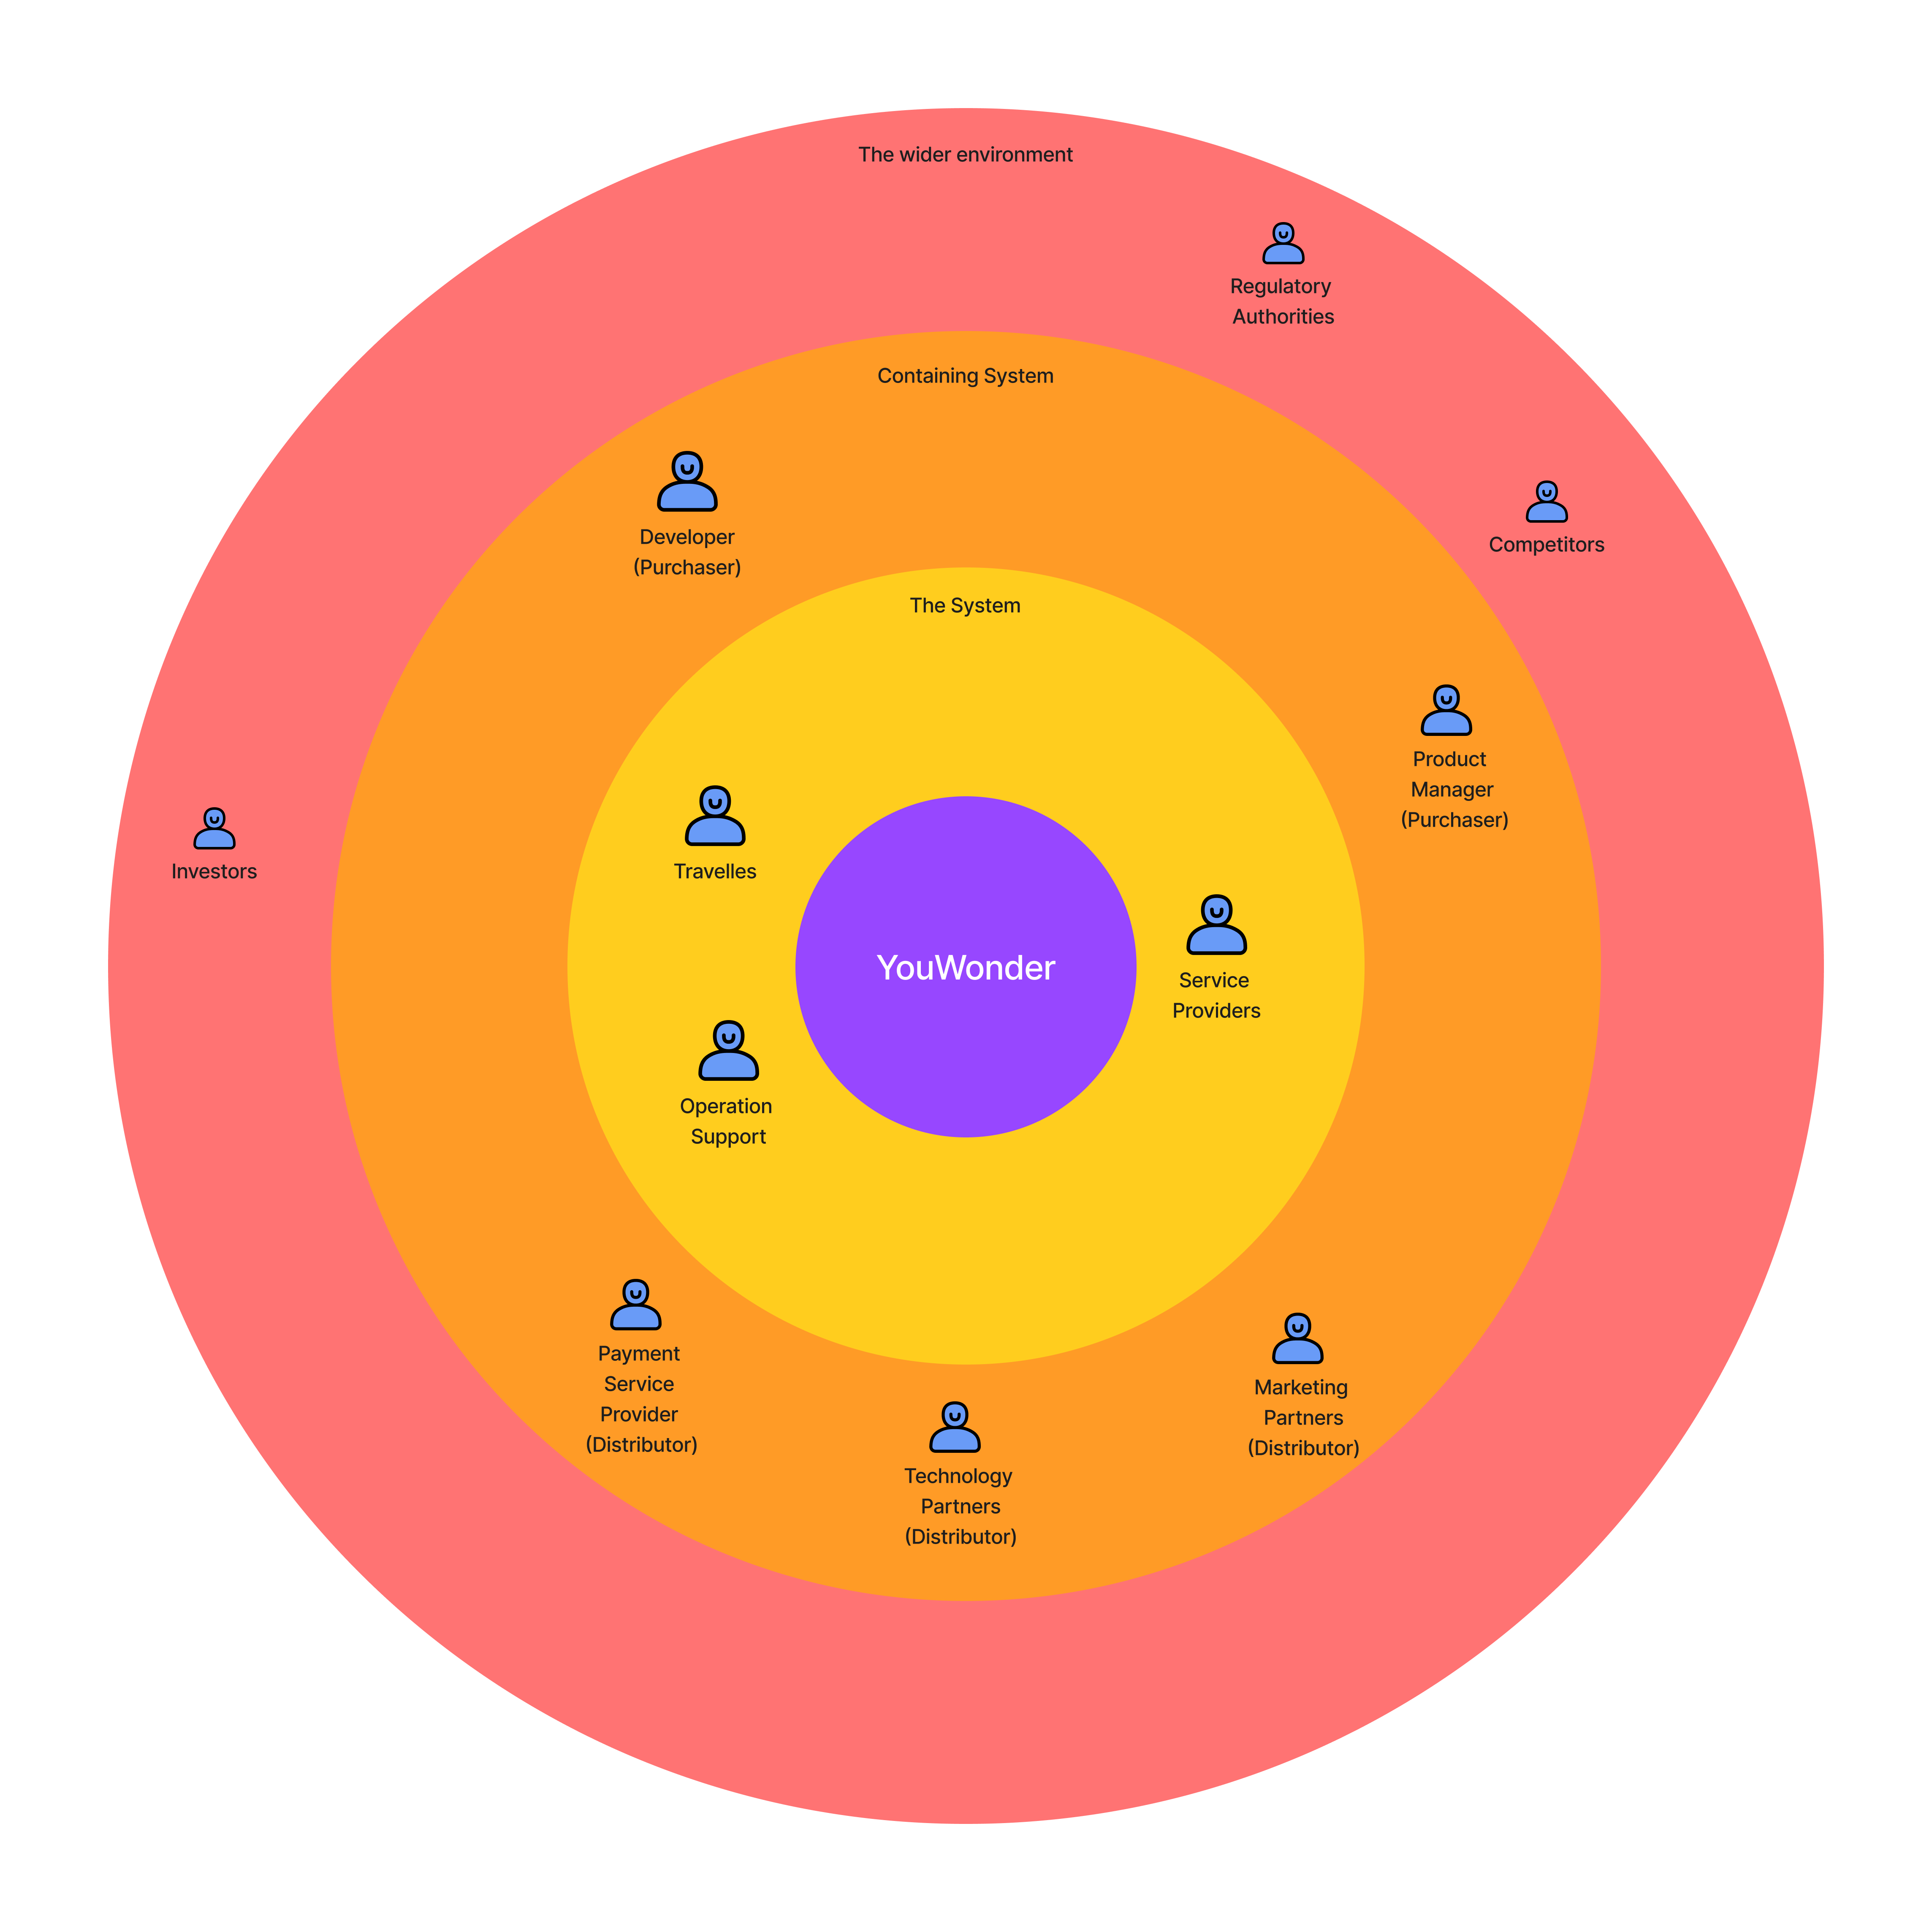 The wider environment
Regulatory
Authorities
Containing System
Developer
(Purchaser)
Competitors
The System
Product
Manager
(Purchaser)
Investors
Travelles
YouWonder
Service
Providers
Operation
Support
Payment
Service
Provider
(Distributor)
Marketing
Partners
(Distributor)
Technology
Partners
(Distributor)